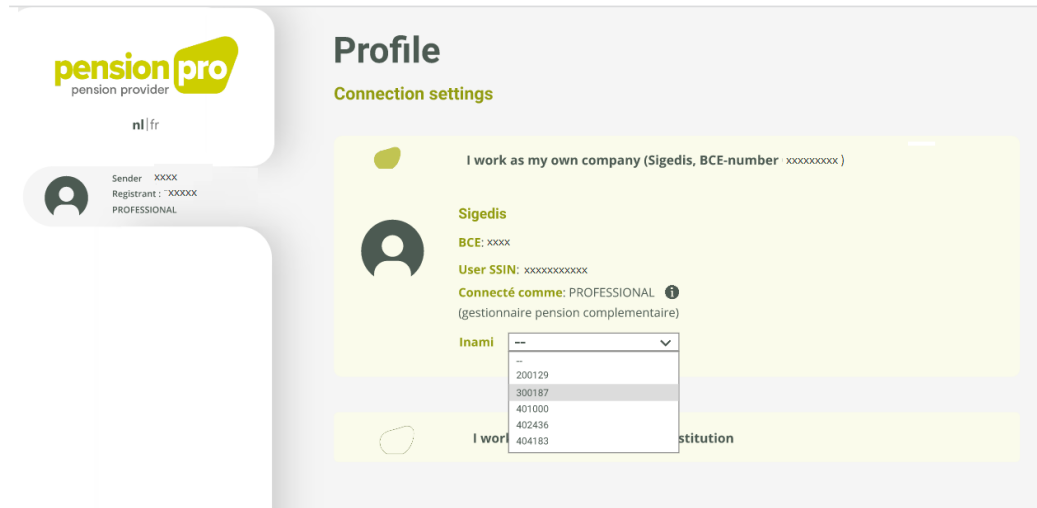 pension pro
pension provider
nl|fr
Sender xxxx
Registrant : xxxxx
PROFESSIONAL
Profile
Connection settings
I work as my own company (Sigedis, BCE-number xxxxxxxxx )
Sigedis
BCE: xxxx
User SSIN: xxxxxxxxxxx
Connecté comme: PROFESSIONAL i
(gestionnaire pension complementaire)
Inami --
--
200129
300187
401000
402436
404183
I work stitution